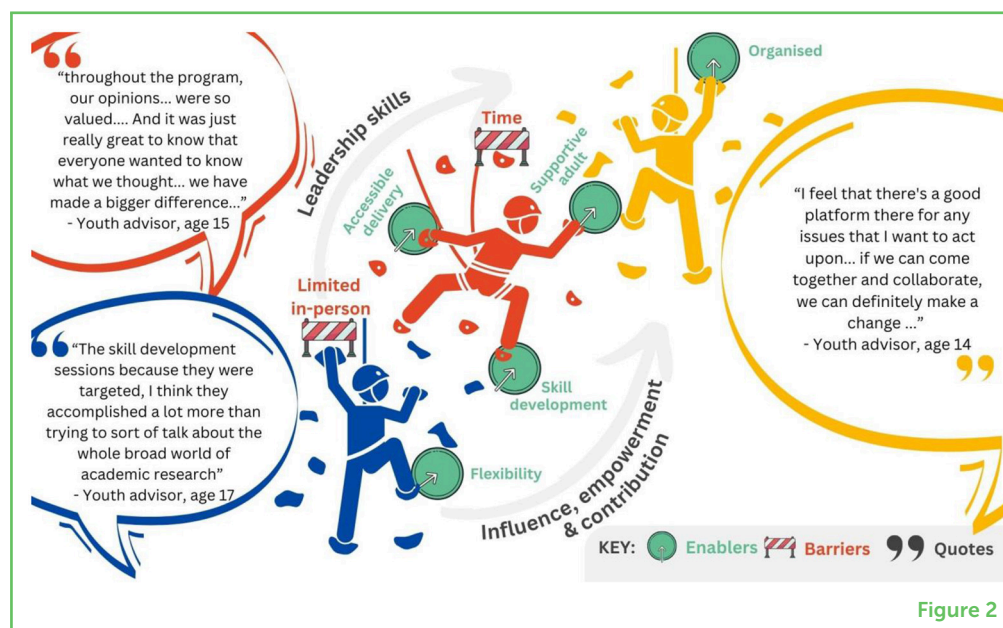 “throughout the program,
our opinions... were so
valued.... And it was just
really great to know that
everyone wanted to know
what we thought... we have
made a bigger difference...”
- Youth advisor, age 15
“The skill development
sessions because they were
targeted, I think they
accomplished a lot more than
trying to sort of talk about the
whole broad world of
academic research”
- Youth advisor, age 17
Leadership skills
Time
Accessible
delivery
Supportive
adult
Organised
Limited
in-person
Skill
development
Flexibility
Influence, empowerment
& contribution
“I feel that there's a good
platform there for any
issues that I want to act
upon... if we can come
together and collaborate,
we can definitely make a
change ...”
- Youth advisor, age 14
KEY: Enablers Barriers Quotes
Figure 2